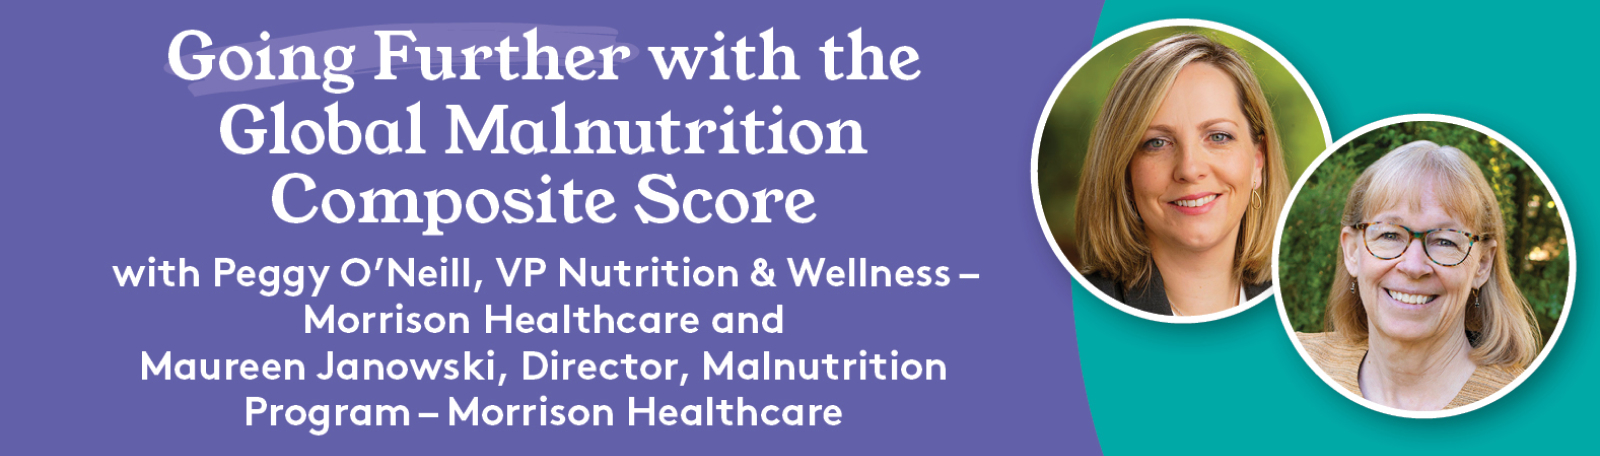 Going Further with the
Global Malnutrition
Composite Score
with Peggy O’Neill, VP Nutrition & Wellness –
Morrison Healthcare and
Maureen Janowski, Director, Malnutrition
Program – Morrison Healthcare